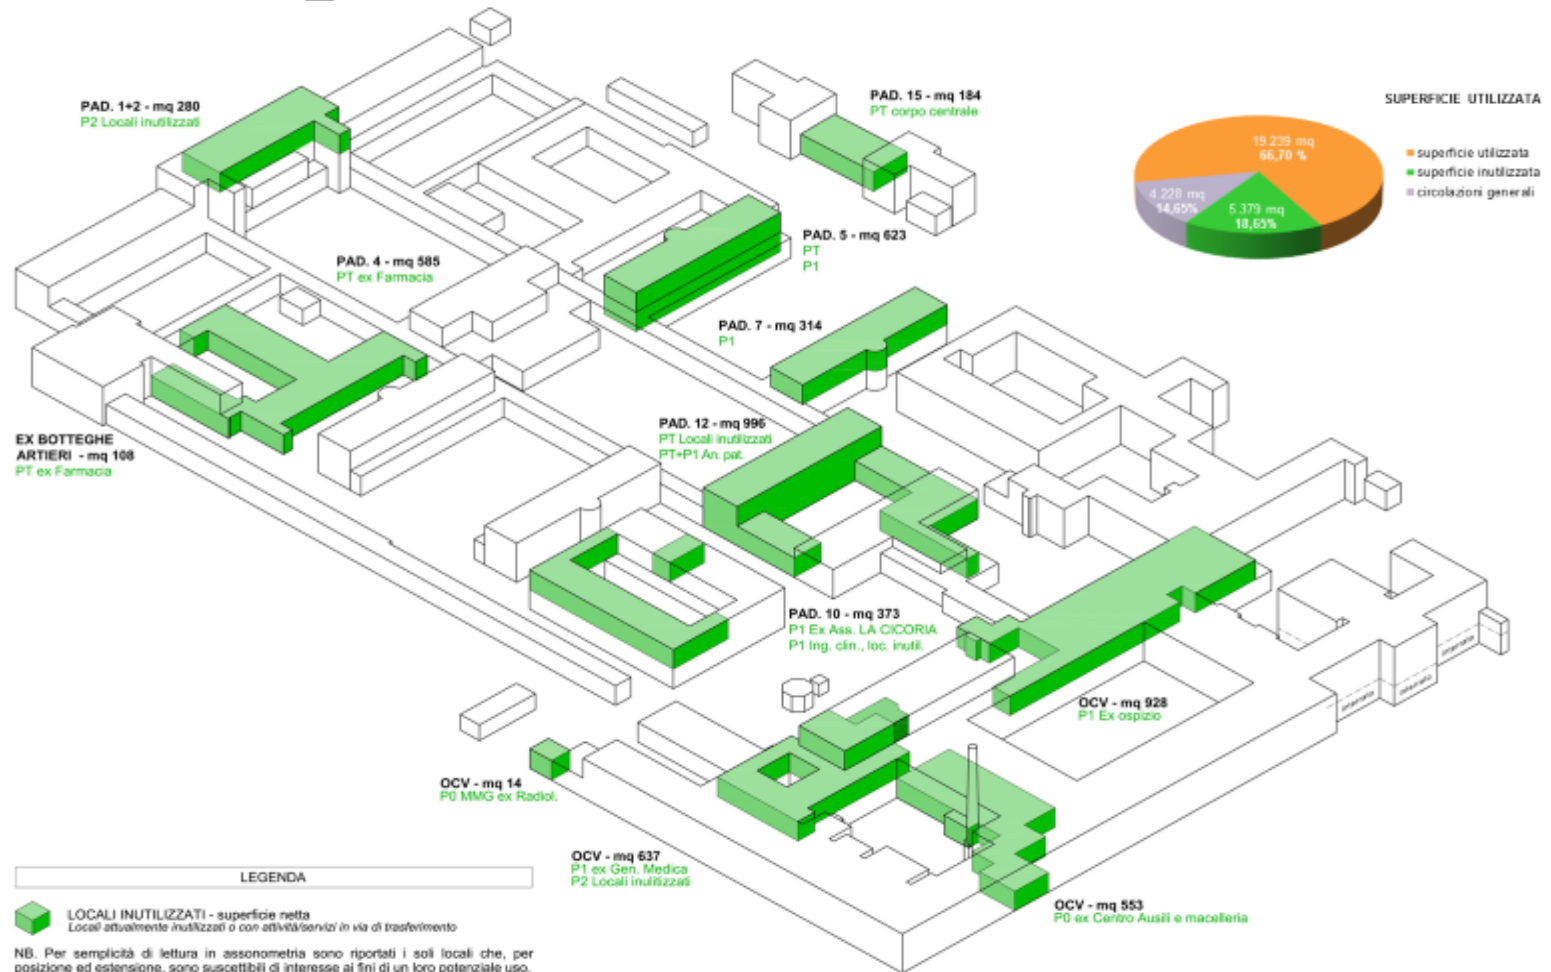 PAD. 1+2 - mq 280
P2 Locali inutilizzati
PAD. 15 - mq 184
PT corpo centrale
SUPERFICIE UTILIZZATA
19.239 mq
66,70 %
4.228 mq
14,65%
5.379 mq
18,65%
superficie utilizzata
superficie inutilizzata
circolazioni generali
PAD. 4 - mq 585
PT ex Farmacia
PAD. 5 - mq 623
PT
P1
PAD. 7 - mq 314
P1
EX BOTTEGHE
ARTIERI - mq 108
PT ex Farmacia
PAD. 12 - mq 996
PT Locali inutilizzati
PT+P1 An. pat.
PAD. 10 - mq 373
P1 Ex Ass. LA CICORIA
P1 Ing. clin., loc. inutil.
OCV - mq 928
P1 Ex ospizio
interrato
interrato
interrato
OCV - mq 14
P0 MMG ex Radiol.
OCV - mq 637
P1 ex Gen. Medica
P2 Locali inulitizzati
OCV - mq 553
P0 ex Centro Ausili e macelleria
LEGENDA
LOCALI INUTILIZZATI - superficie netta
Locali attualmente inutilizzati o con attività/servizi in via di trasferimento
NB. Per semplicità di lettura in assonometria sono riportati i soli locali che, per
posizione ed estensione, sono suscettibili di interesse ai fini di un loro potenziale uso.